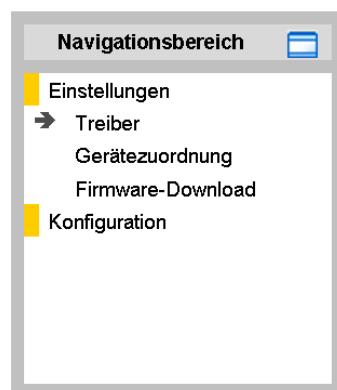 Navigationsbereich
Einstellungen
Treiber
Gerätezuordnung
Firmware-Download
Konfiguration